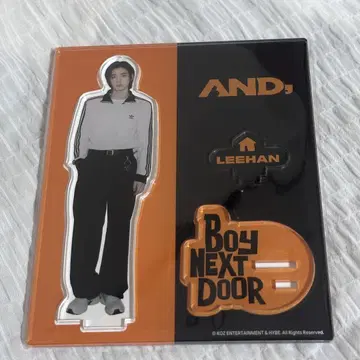 AND,
LEEHAN
BOY
NEXT
DOOR
© KOZ ENTERTAINMENT & HYBE. All Rights Reserved.